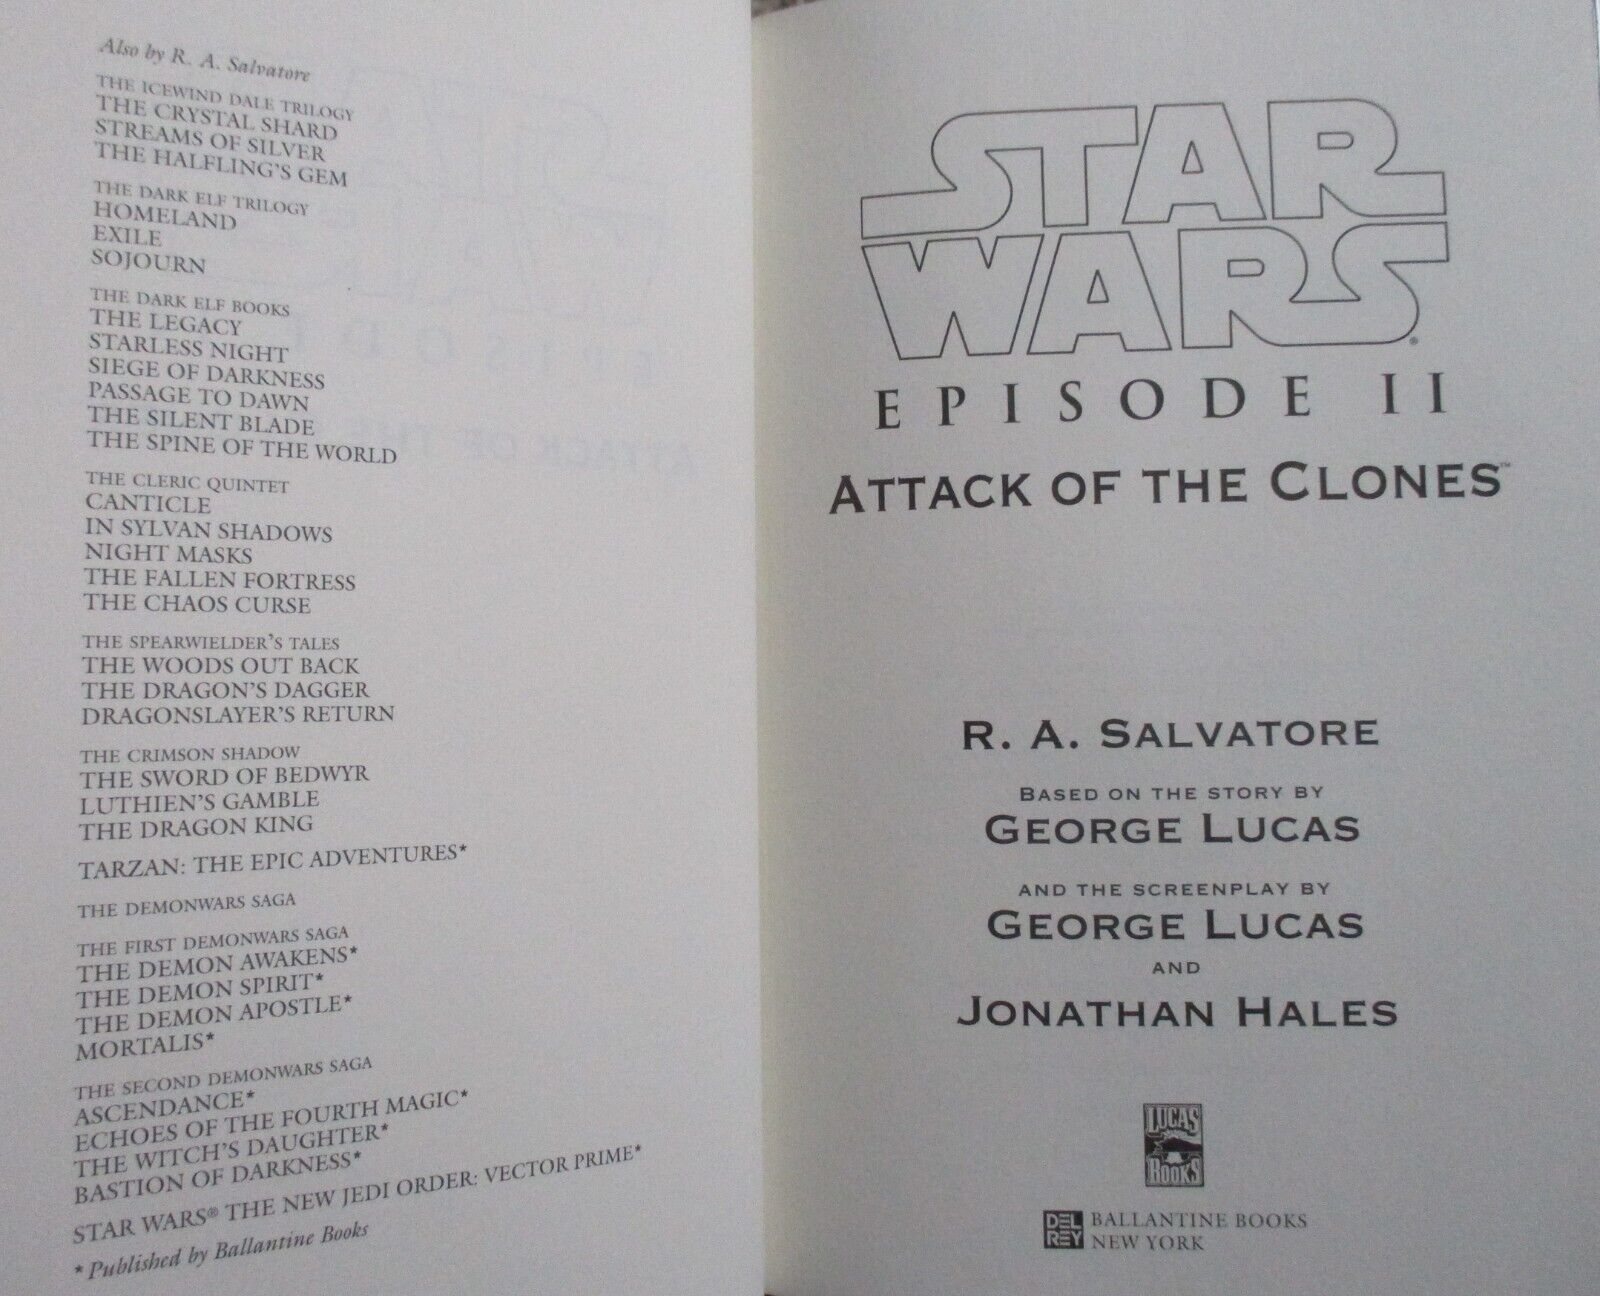 Also by R. A. Salvatore
THE ICEWIND DALE TRILOGY
THE CRYSTAL SHARD
STREAMS OF SILVER
THE HALFLING'S GEM
THE DARK ELF TRILOGY
HOMELAND
EXILE
SOJOURN
THE DARK ELF BOOKS
THE LEGACY
STARLESS NIGHT
SIEGE OF DARKNESS
PASSAGE TO DAWN
THE SILENT BLADE
THE SPINE OF THE WORLD
THE CLERIC QUINTET
CANTICLE
IN SYLVAN SHADOWS
NIGHT MASKS
THE FALLEN FORTRESS
THE CHAOS CURSE
THE SPEARWIELDER'S TALES
THE WOODS OUT BACK
THE DRAGON'S DAGGER
DRAGONSLAYER'S RETURN
THE CRIMSON SHADOW
THE SWORD OF BEDWYR
LUTHIEN'S GAMBLE
THE DRAGON KING
TARZAN: THE EPIC ADVENTURES*
THE DEMONWARS SAGA
THE FIRST DEMONWARS SAGA
THE DEMON AWAKENS*
THE DEMON SPIRIT*
THE DEMON APOSTLE*
MORTALIS*
THE SECOND DEMONWARS SAGA
ASCENDANCE*
ECHOES OF THE FOURTH MAGIC*
THE WITCH'S DAUGHTER*
BASTION OF DARKNESS*
STAR WARS® THE NEW JEDI ORDER: VECTOR PRIME*
*Published by Ballantine Books
STAR
WARS®
EPISODE II
ATTACK OF THE CLONES™
R. A. SALVATORE
BASED ON THE STORY BY
GEORGE LUCAS
AND THE SCREENPLAY BY
GEORGE LUCAS
AND
JONATHAN HALES
LUCAS
BOOKS
DEL
REY
BALLANTINE BOOKS
NEW YORK